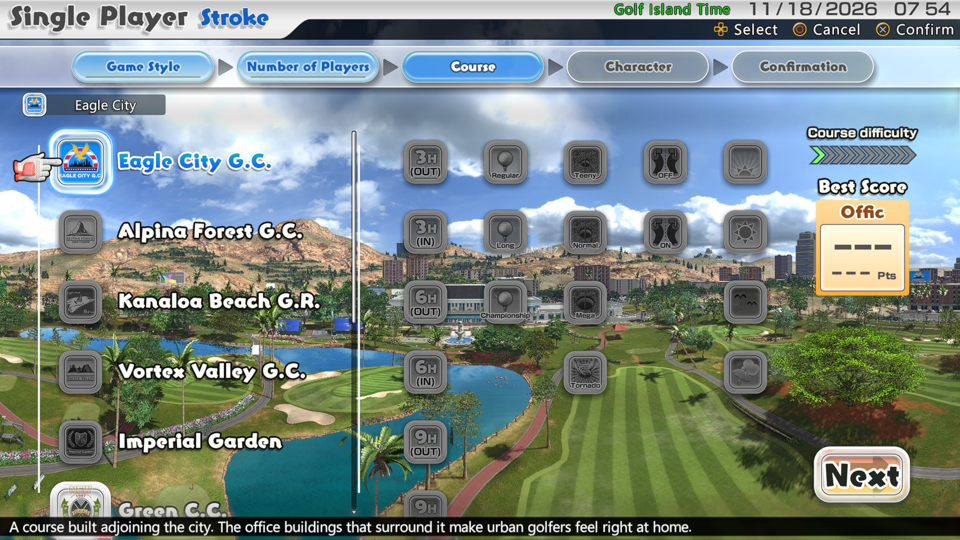 Single Player Stroke
Golf Island Time 11/18/2026 07 54
Select Cancel Confirm
Game Style
Number of Players
Course
Character
Confirmation
Eagle City
EAGLE CITY G.C.
Eagle City G.C.
Alpina Forest G.C.
Kanaloa Beach G.R.
Vortex Valley G.C.
Imperial Garden
Green G.C.
3H (OUT)
Regular
Teeny
OFF
3H (IN)
Long
Normal
ON
6H (OUT)
Championship
Mega
6H (IN)
Tornado
9H (OUT)
9H
Course difficulty
Best Score
Offic
---
--- Pts
Next
A course built adjoining the city. The office buildings that surround it make urban golfers feel right at home.